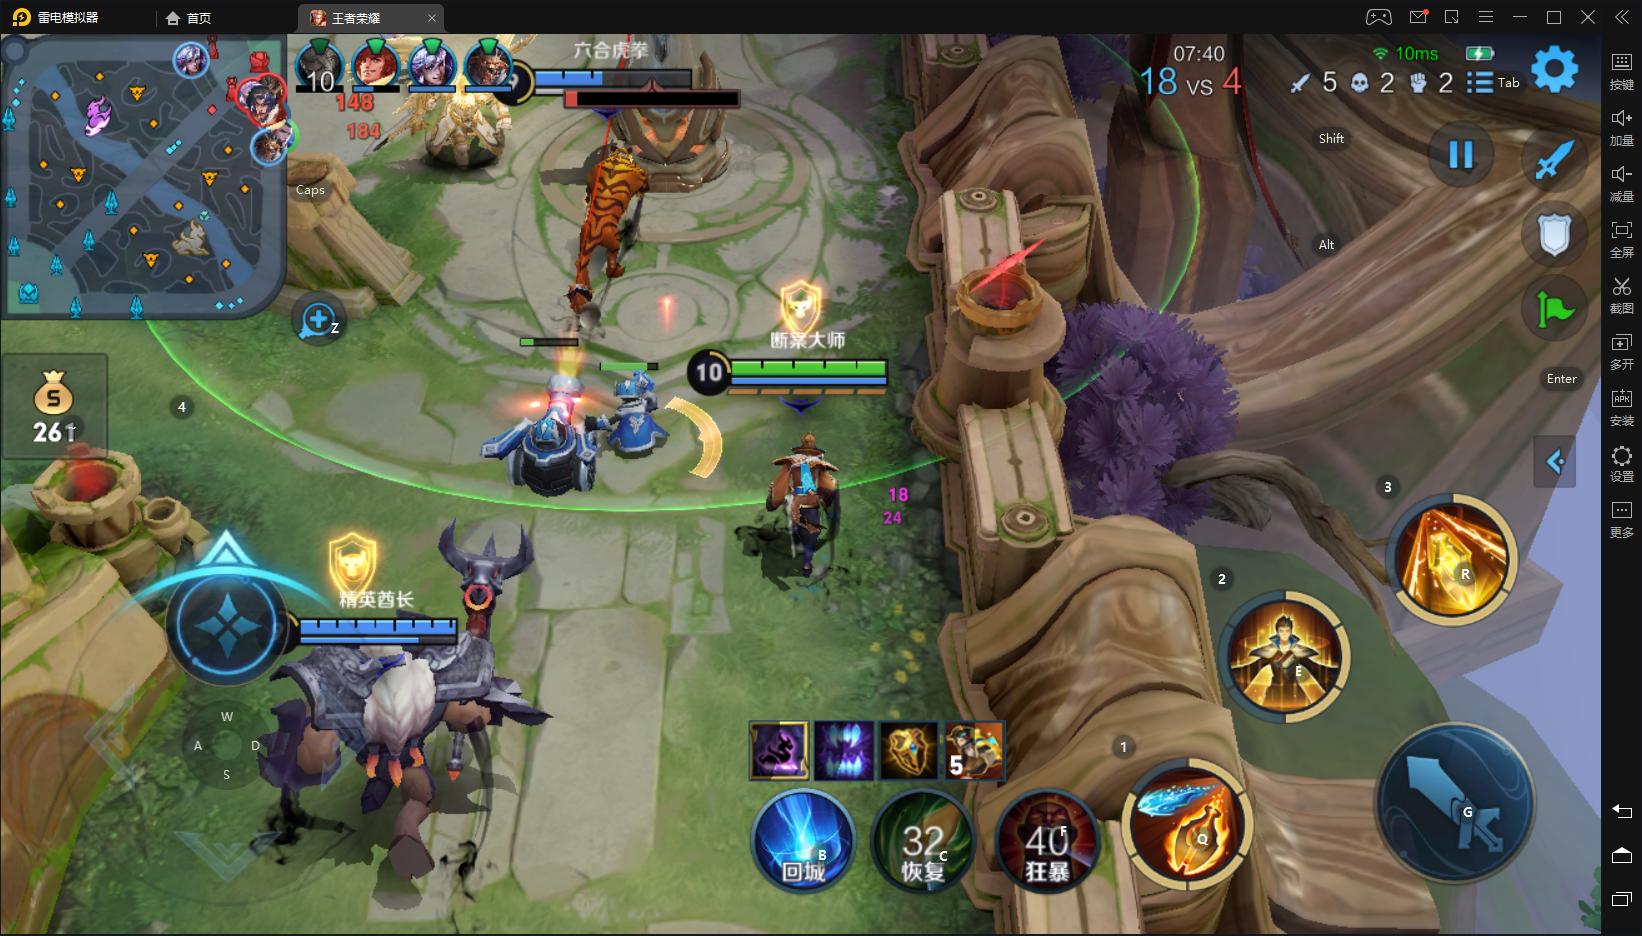 雷电模拟器
首页
王者荣耀
07:40
10ms
18 VS 4
5
2
2
Tab
Shift
Alt
Enter
Caps
Z
10
148
184
六合虎拳
断案大师
10
18
24
261
4
精英酋长
W
A
D
S
5
B
回城
32
C
恢复
40
F
狂暴
1
Q
2
E
3
R
G
按键
加量
减量
全屏
截图
多开
APK
安装
设置
更多